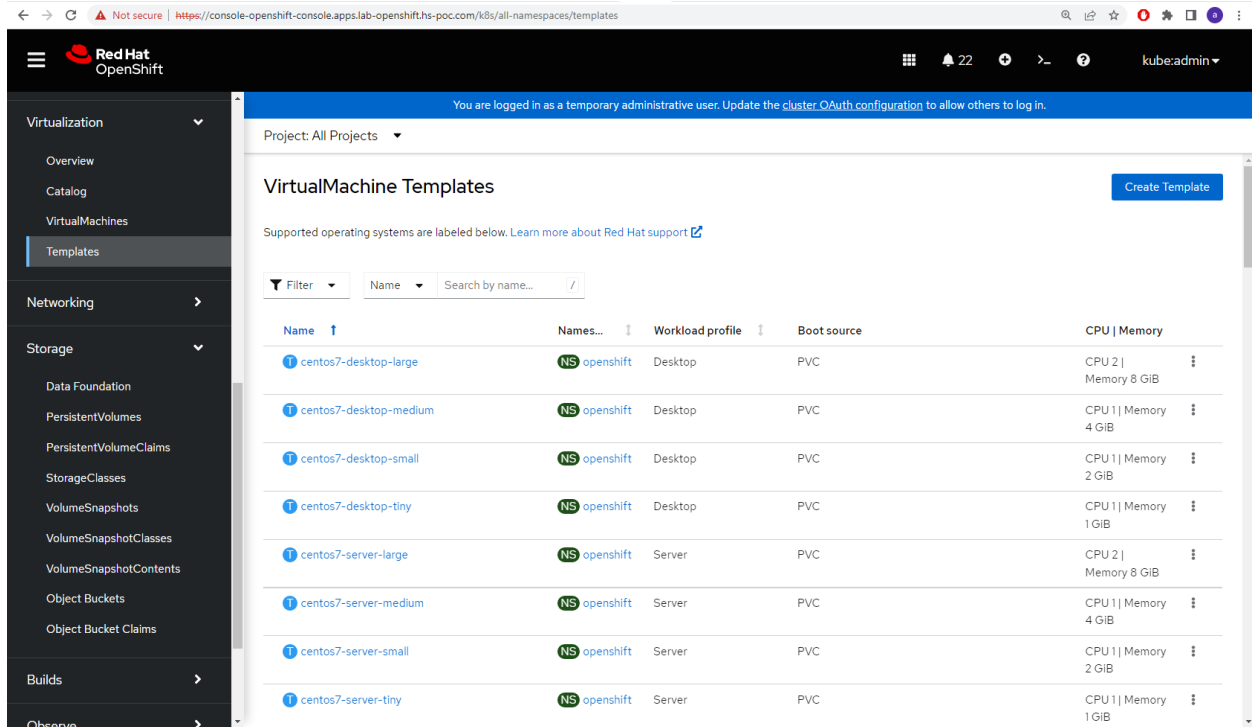 Not secure | https://console-openshift-console.apps.lab-openshift.hs-poc.com/k8s/all-namespaces/templates
a
Red Hat
OpenShift
22
kube:admin
You are logged in as a temporary administrative user. Update the cluster OAuth configuration to allow others to log in.
Virtualization
Overview
Catalog
VirtualMachines
Templates
Networking
Storage
Data Foundation
PersistentVolumes
PersistentVolumeClaims
StorageClasses
VolumeSnapshots
VolumeSnapshotClasses
VolumeSnapshotContents
Object Buckets
Object Bucket Claims
Builds
Observe
Project: All Projects
VirtualMachine Templates
Create Template
Supported operating systems are labeled below. Learn more about Red Hat support
Filter Name Search by name... /
Name Names... Workload profile Boot source CPU | Memory
T centos7-desktop-large NS openshift Desktop PVC CPU 2 |
Memory 8 GiB
T centos7-desktop-medium NS openshift Desktop PVC CPU 1 | Memory
4 GiB
T centos7-desktop-small NS openshift Desktop PVC CPU 1 | Memory
2 GiB
T centos7-desktop-tiny NS openshift Desktop PVC CPU 1 | Memory
1 GiB
T centos7-server-large NS openshift Server PVC CPU 2 |
Memory 8 GiB
T centos7-server-medium NS openshift Server PVC CPU 1 | Memory
4 GiB
T centos7-server-small NS openshift Server PVC CPU 1 | Memory
2 GiB
T centos7-server-tiny NS openshift Server PVC CPU 1 | Memory
1 GiB